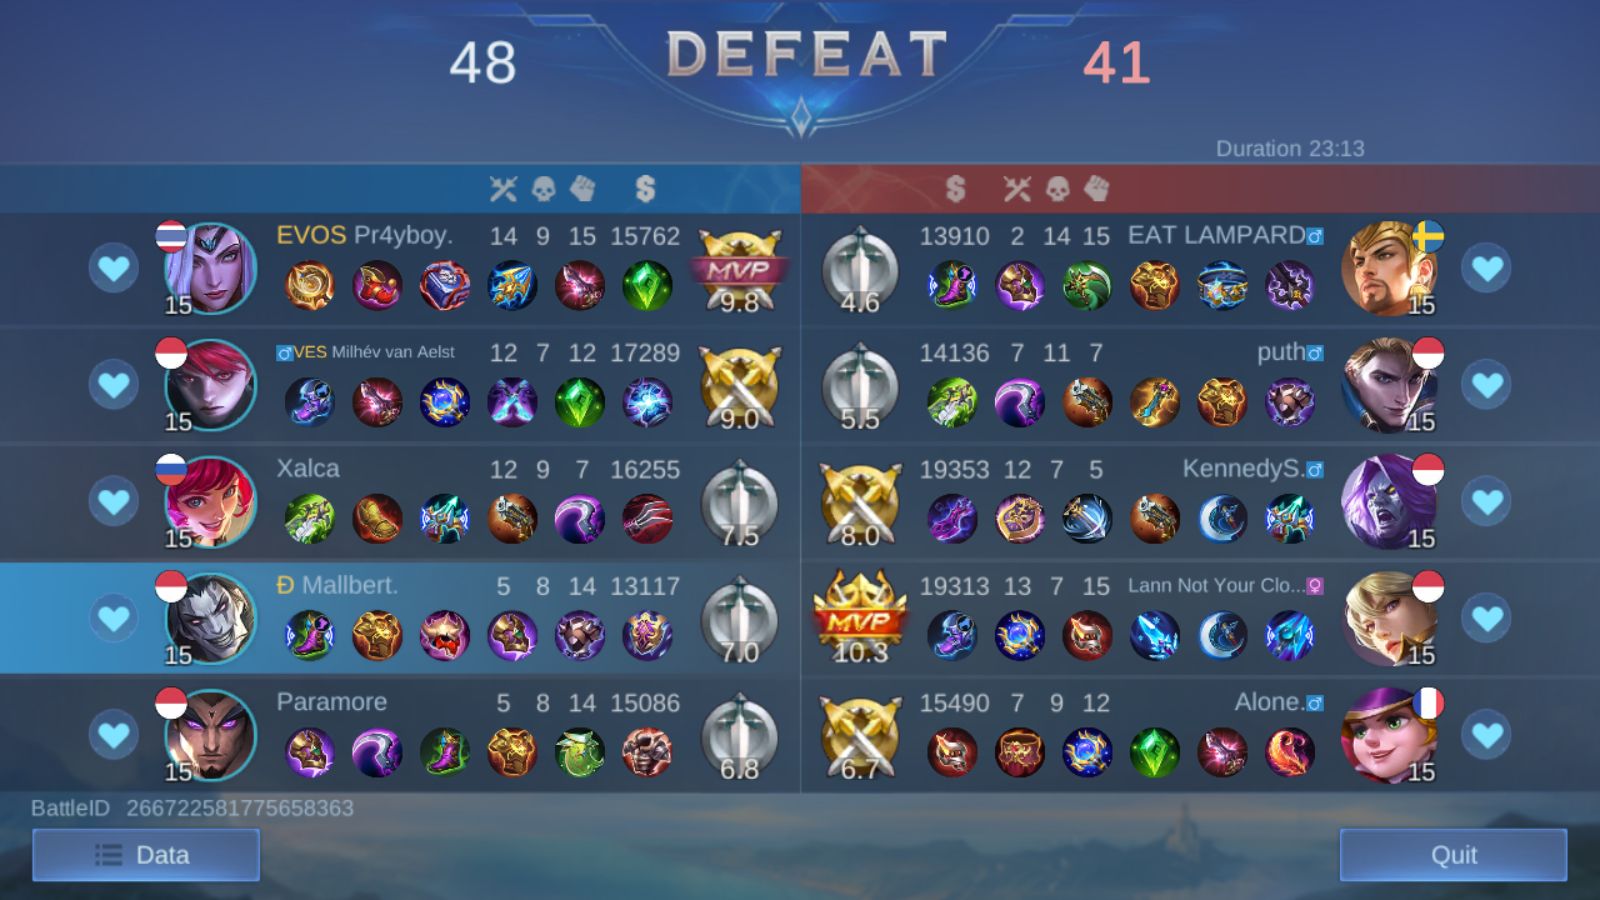 48 DEFEAT 41
Duration 23:13
EVOS Pr4yboy. 14 9 15 15762
15 MVP 9.8
13910 2 14 15 EAT LAMPARD♂
4.6 15
♂VES Milhév van Aelst 12 7 12 17289
15 9.0
14136 7 11 7 puth♂
5.5 15
Xalca 12 9 7 16255
15 7.5
19353 12 7 5 KennedyS.♂
8.0 15
Đ Mallbert. 5 8 14 13117
15 7.0
19313 13 7 15 Lann Not Your Clo...♀
MVP 10.3 15
Paramore 5 8 14 15086
15 6.8
15490 7 9 12 Alone.♂
6.7 15
BattleID 266722581775658363
Data
Quit